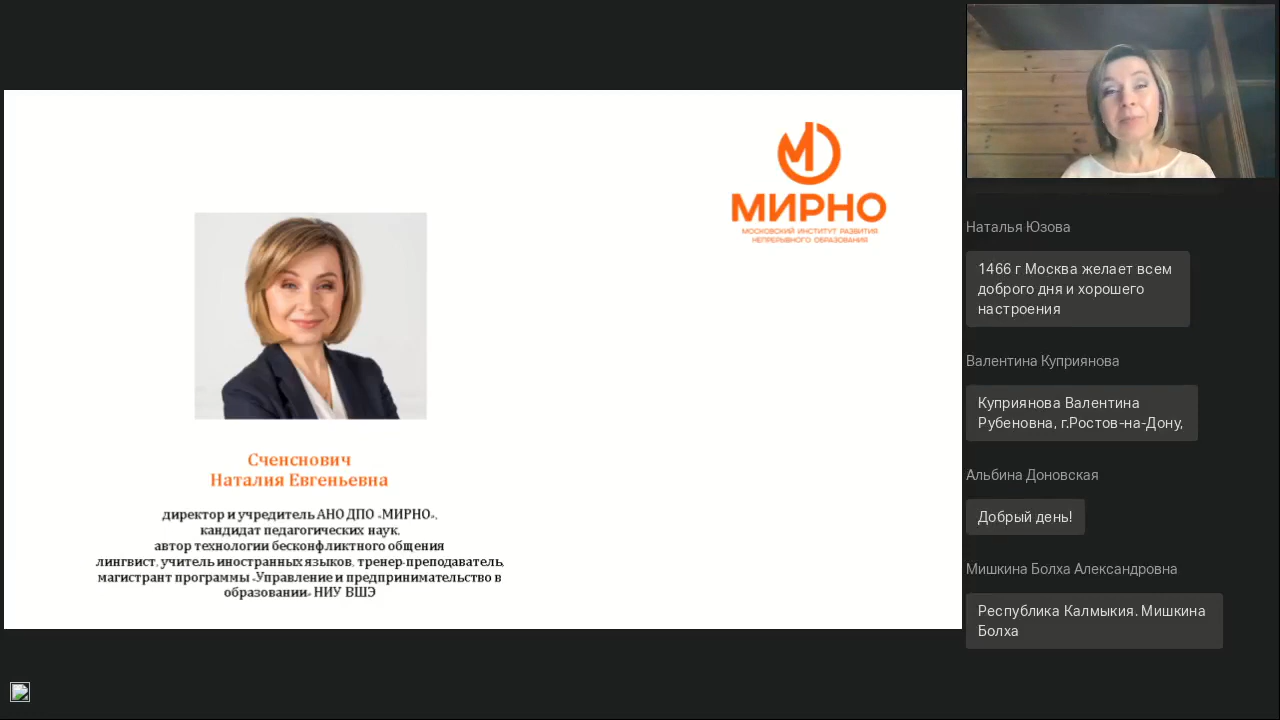 МИРНО
МОСКОВСКИЙ ИНСТИТУТ РАЗВИТИЯ
НЕПРЕРЫВНОГО ОБРАЗОВАНИЯ
Сченснович
Наталия Евгеньевна
директор и учредитель АНО ДПО «МИРНО»,
кандидат педагогических наук,
автор технологии бесконфликтного общения
лингвист, учитель иностранных языков, тренер-преподаватель,
магистрант программы «Управление и предпринимательство в
образовании» НИУ ВШЭ
Наталья Юзова
1466 г Москва желает всем
доброго дня и хорошего
настроения
Валентина Куприянова
Куприянова Валентина
Рубеновна, г.Ростов-на-Дону,
Альбина Доновская
Добрый день!
Мишкина Болха Александровна
Республика Калмыкия. Мишкина
Болха